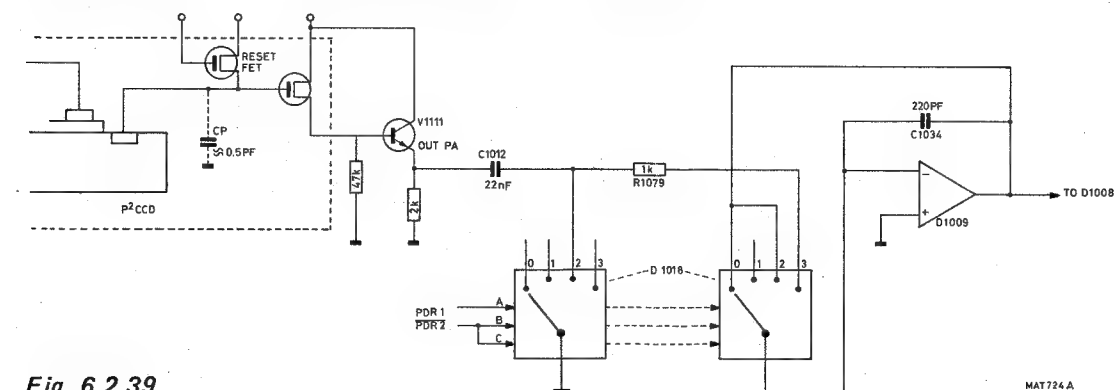 RESET
FET
CP
≈0.5PF
P²CCD
V1111
OUT PA
47k
2k
C1012
22nF
1k
R1079
220PF
C1034
−
+
D1009
TO D1008
0 1 2 3
D 1018
0 1 2 3
PDR 1
PDR 2
A
B
C
Fig. 6.2.39
MAT724 A